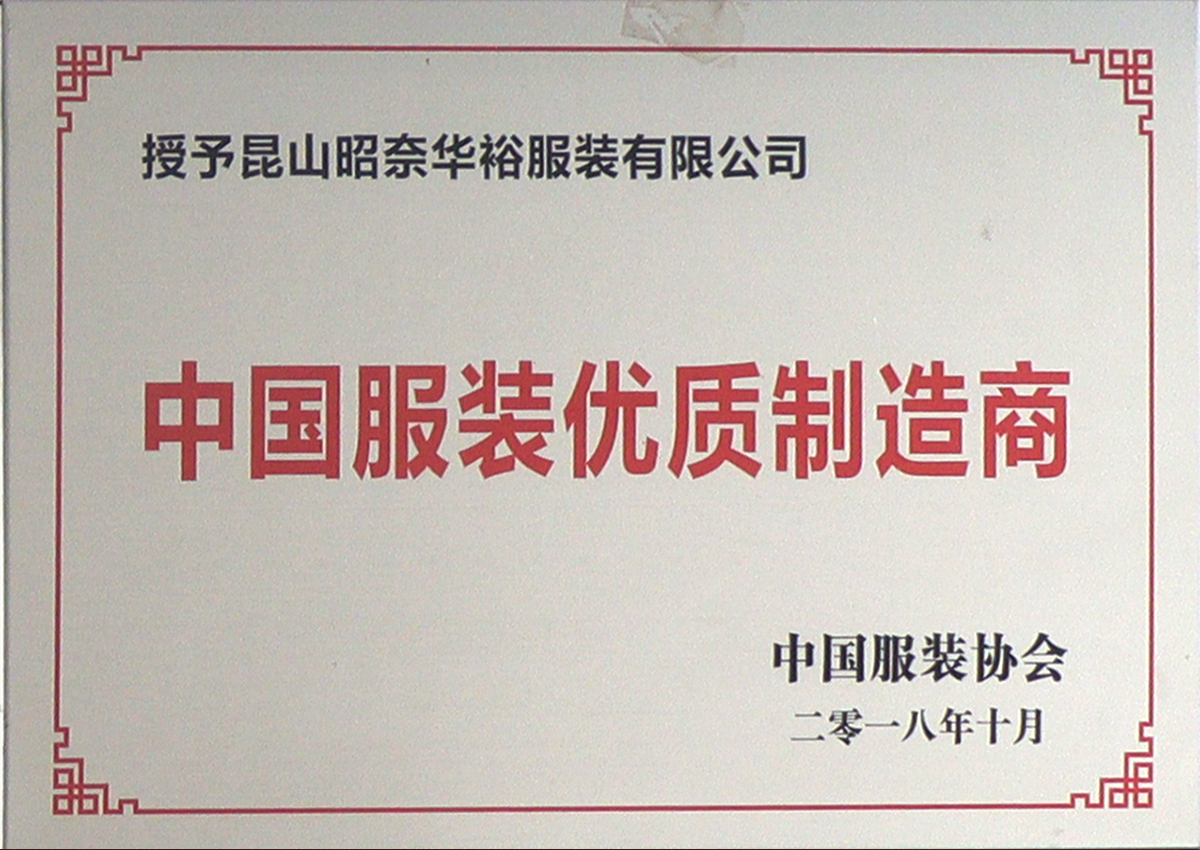 授予昆山昭奈华裕服装有限公司
中国服装优质制造商
中国服装协会
二零一八年十月